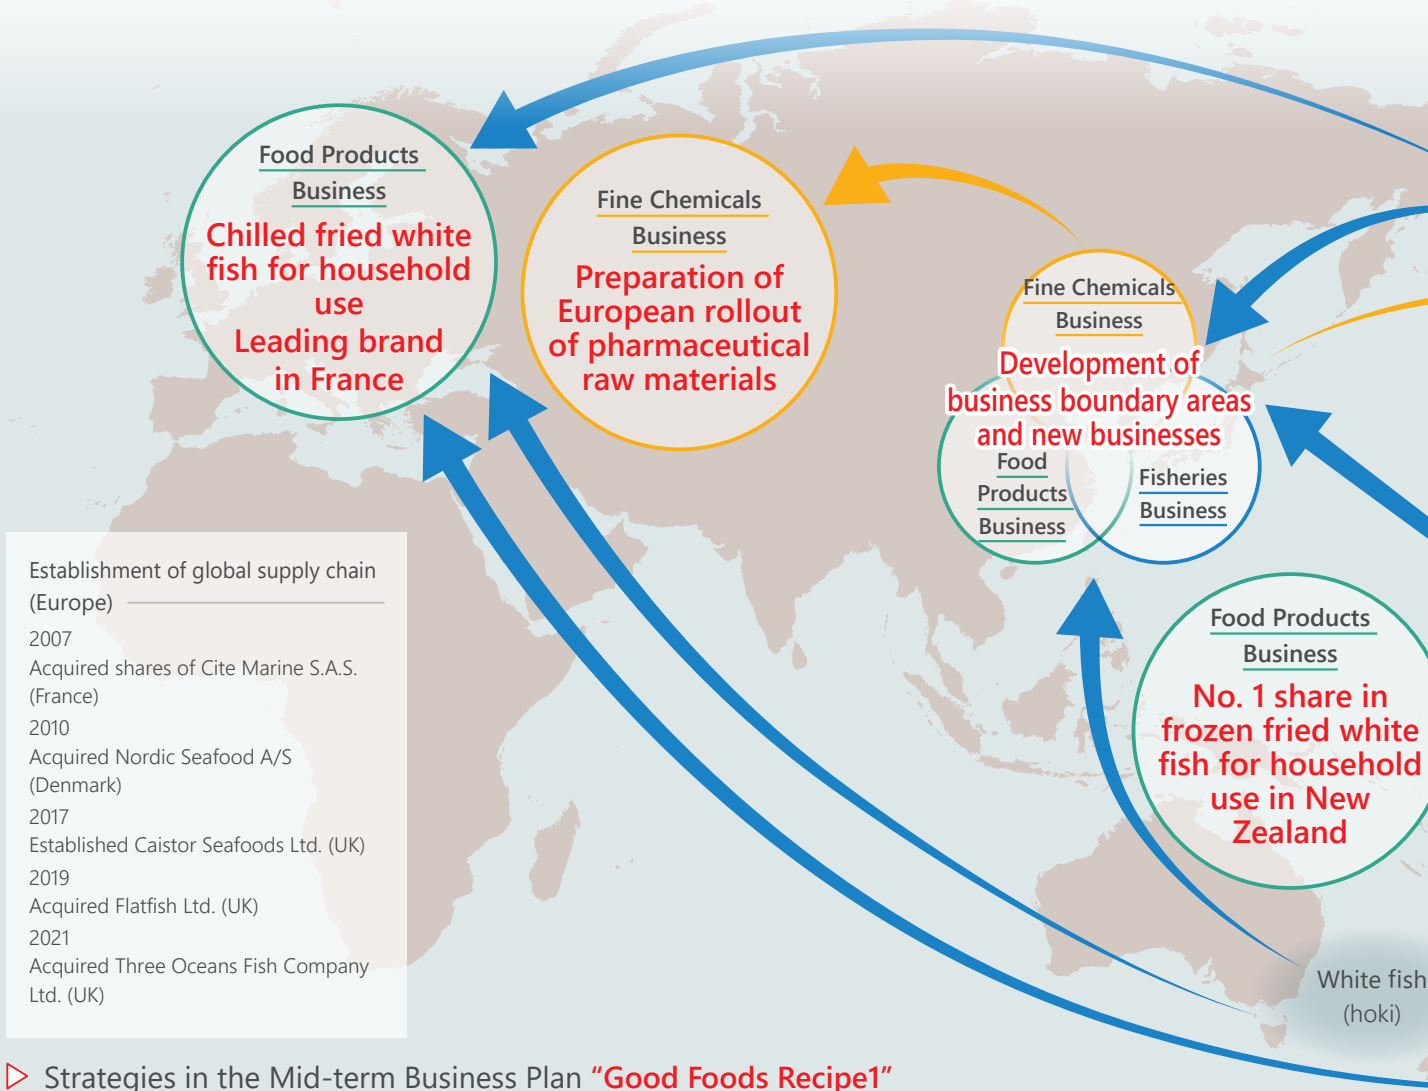 Food Products
Business
Chilled fried white
fish for household
use
Leading brand
in France
Fine Chemicals
Business
Preparation of
European rollout
of pharmaceutical
raw materials
Fine Chemicals
Business
Development of
business boundary areas
and new businesses
Food
Products
Business
Fisheries
Business
Food Products
Business
No. 1 share in
frozen fried white
fish for household
use in New
Zealand
White fish
(hoki)
Establishment of global supply chain
(Europe)
2007
Acquired shares of Cite Marine S.A.S.
(France)
2010
Acquired Nordic Seafood A/S
(Denmark)
2017
Established Caistor Seafoods Ltd. (UK)
2019
Acquired Flatfish Ltd. (UK)
2021
Acquired Three Oceans Fish Company
Ltd. (UK)
Strategies in the Mid-term Business Plan “Good Foods Recipe1”